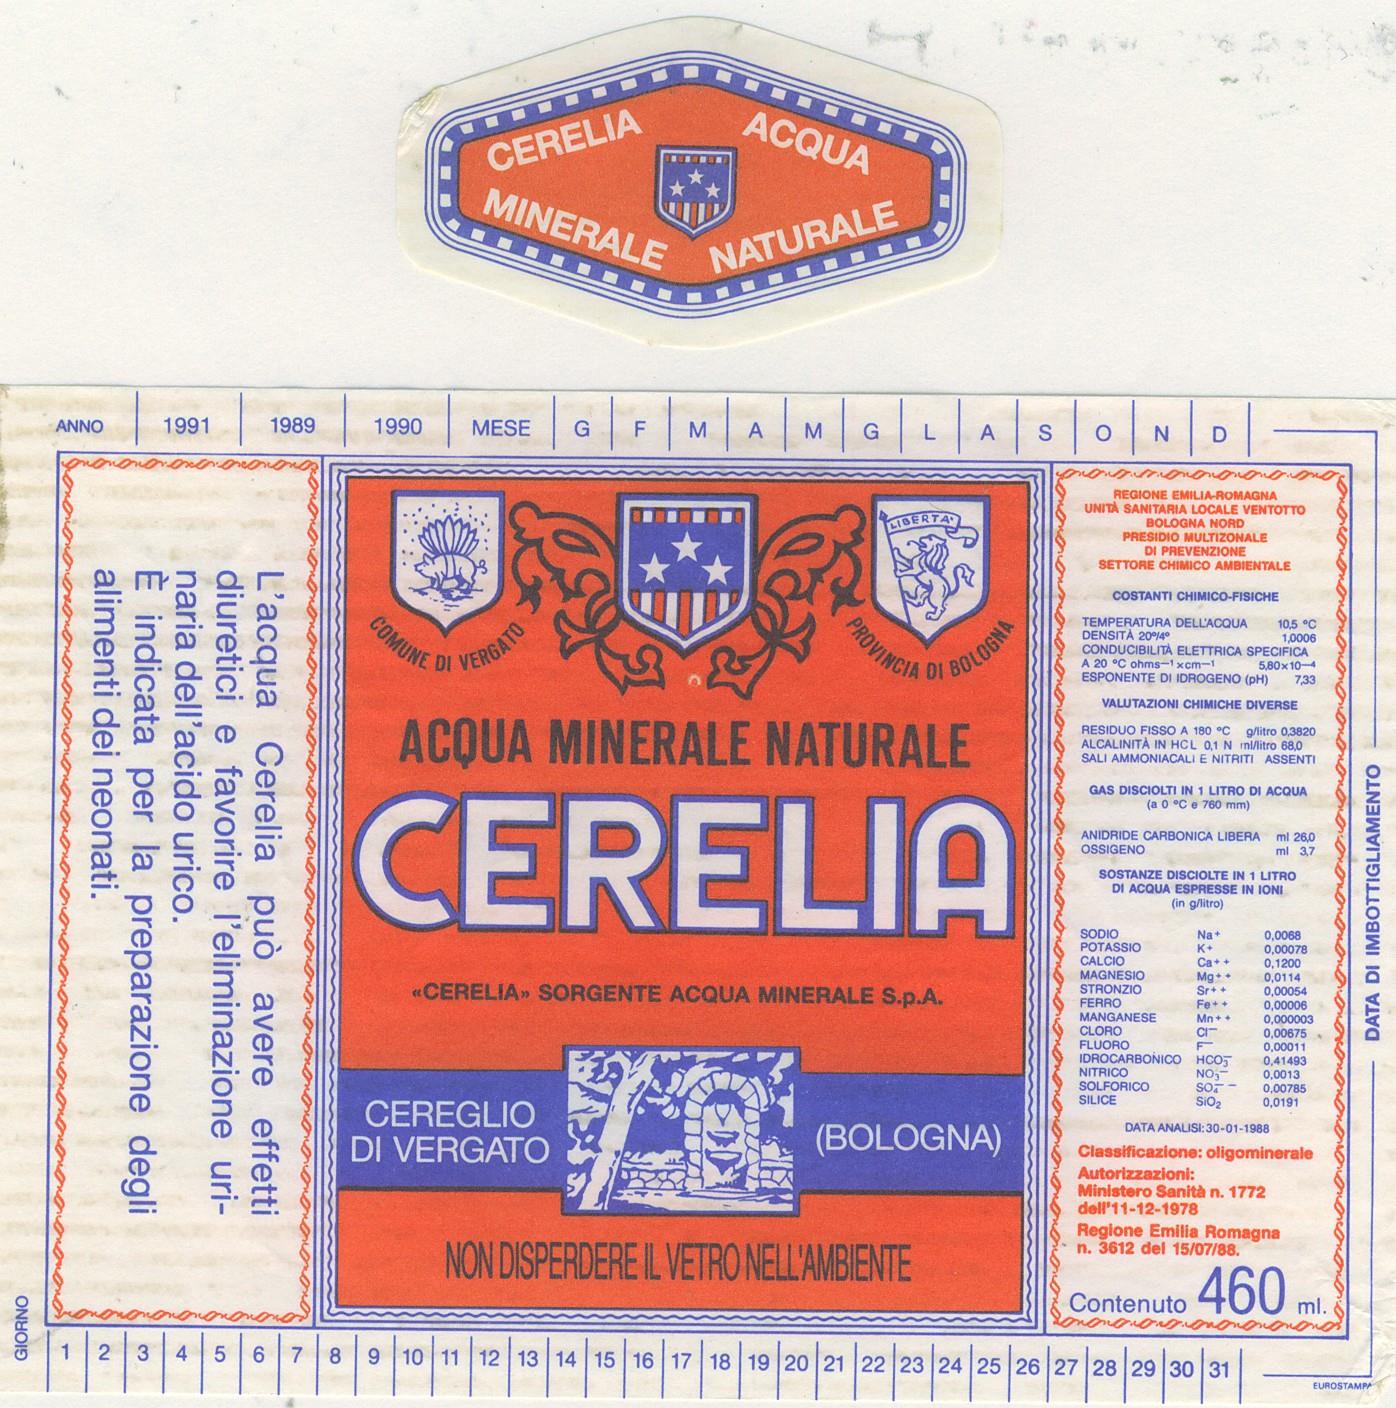 CERELIA ACQUA
MINERALE NATURALE
ANNO 1991 1989 1990 MESE G F M A M G L A S O N D
L'acqua Cerelia può avere effetti
diuretici e favorire l'eliminazione uri-
naria dell'acido urico.
È indicata per la preparazione degli
alimenti dei neonati.
LIBERTA'
COMUNE DI VERGATO
PROVINCIA DI BOLOGNA
ACQUA MINERALE NATURALE
CERELIA
«CERELIA» SORGENTE ACQUA MINERALE S.p.A.
CEREGLIO
DI VERGATO
(BOLOGNA)
NON DISPERDERE IL VETRO NELL'AMBIENTE
REGIONE EMILIA-ROMAGNA
UNITÀ SANITARIA LOCALE VENTOTTO
BOLOGNA NORD
PRESIDIO MULTIZONALE
DI PREVENZIONE
SETTORE CHIMICO AMBIENTALE
COSTANTI CHIMICO-FISICHE
TEMPERATURA DELL'ACQUA 10,5 °C
DENSITÀ 20°/4° 1,0006
CONDUCIBILITÀ ELETTRICA SPECIFICA
A 20 °C ohms—¹ × cm—¹ 5,80×10—⁴
ESPONENTE DI IDROGENO (pH) 7,33
VALUTAZIONI CHIMICHE DIVERSE
RESIDUO FISSO A 180 °C g/litro 0,3820
ALCALINITÀ IN HCL 0,1 N ml/litro 68,0
SALI AMMONIACALI E NITRITI ASSENTI
GAS DISCIOLTI IN 1 LITRO DI ACQUA
(a 0 °C e 760 mm)
ANIDRIDE CARBONICA LIBERA ml 26,0
OSSIGENO ml 3,7
SOSTANZE DISCIOLTE IN 1 LITRO
DI ACQUA ESPRESSE IN IONI
(in g/litro)
SODIO Na+ 0,0068
POTASSIO K+ 0,00078
CALCIO Ca++ 0,1200
MAGNESIO Mg++ 0,0114
STRONZIO Sr++ 0,00054
FERRO Fe++ 0,00006
MANGANESE Mn++ 0,000003
CLORO Cl— 0,00675
FLUORO F— 0,00011
IDROCARBONICO HCO₃— 0,41493
NITRICO NO₃— 0,0013
SOLFORICO SO₄—— 0,00785
SILICE SiO₂ 0,0191
DATA ANALISI: 30-01-1988
Classificazione: oligominerale
Autorizzazioni:
Ministero Sanità n. 1772
dell'11-12-1978
Regione Emilia Romagna
n. 3612 del 15/07/88.
Contenuto 460 ml.
DATA DI IMBOTTIGLIAMENTO
GIORNO 1 2 3 4 5 6 7 8 9 10 11 12 13 14 15 16 17 18 19 20 21 22 23 24 25 26 27 28 29 30 31
EUROSTAMPA